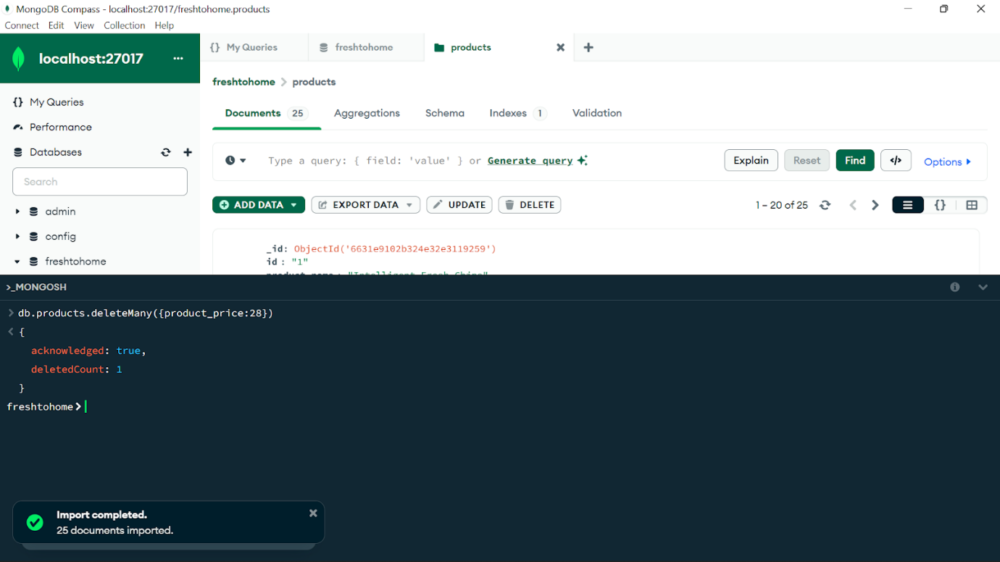 MongoDB Compass - localhost:27017/freshtohome.products
Connect Edit View Collection Help
localhost:27017 ...
{} My Queries
freshtohome
products
My Queries
Performance
Databases
Search
admin
config
freshtohome
freshtohome > products
Documents 25 Aggregations Schema Indexes 1 Validation
Type a query: { field: 'value' } or Generate query
Explain Reset Find </> Options
ADD DATA EXPORT DATA UPDATE DELETE
1 – 20 of 25 {}
_id: ObjectId('6631e9102b324e32e3119259')
id : "1"
product_name : "Intelligent Fresh Chips"
>_MONGOSH
> db.products.deleteMany({product_price:28})
< {
acknowledged: true,
deletedCount: 1
}
freshtohome>
Import completed.
25 documents imported.